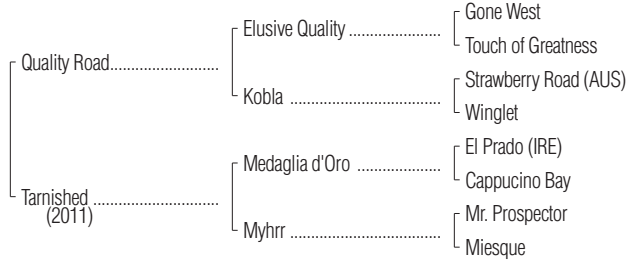 Gone West
Elusive Quality ....................
Touch of Greatness
Quality Road........................
Strawberry Road (AUS)
Kobla .................................
Winglet
El Prado (IRE)
Medaglia d'Oro ..................
Cappucino Bay
Tarnished ...........................
(2011)
Mr. Prospector
Myhrr .................................
Miesque